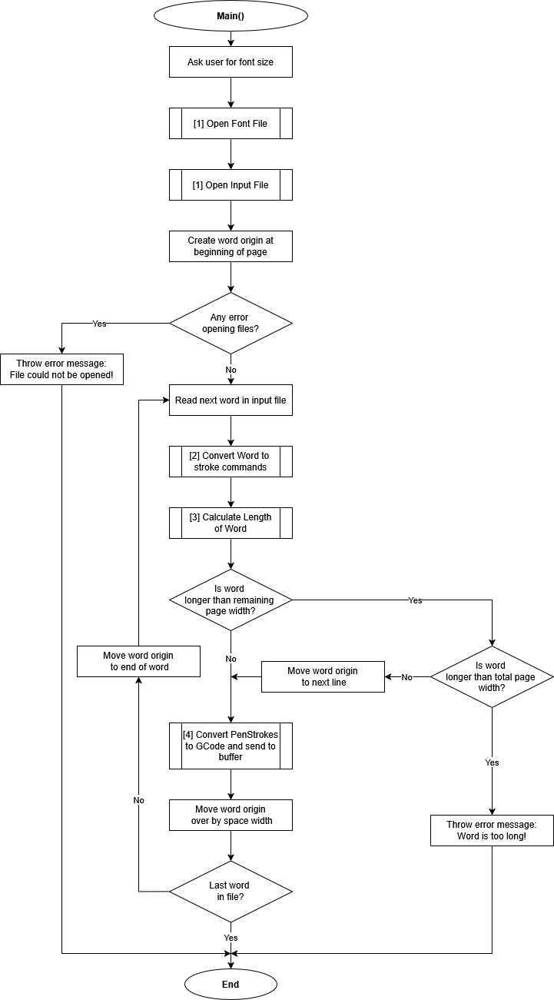 Main()
Ask user for font size
[1] Open Font File
[1] Open Input File
Create word origin at
beginning of page
Any error
opening files?
Yes
Throw error message:
File could not be opened!
No
Read next word in input file
[2] Convert Word to
stroke commands
[3] Calculate Length
of Word
Is word
longer than remaining
page width?
Yes
No
Move word origin
to end of word
Move word origin
to next line
No
Is word
longer than total page
width?
[4] Convert PenStrokes
to GCode and send to
buffer
Yes
No
Move word origin
over by space width
Throw error message:
Word is too long!
Last word
in file?
Yes
End